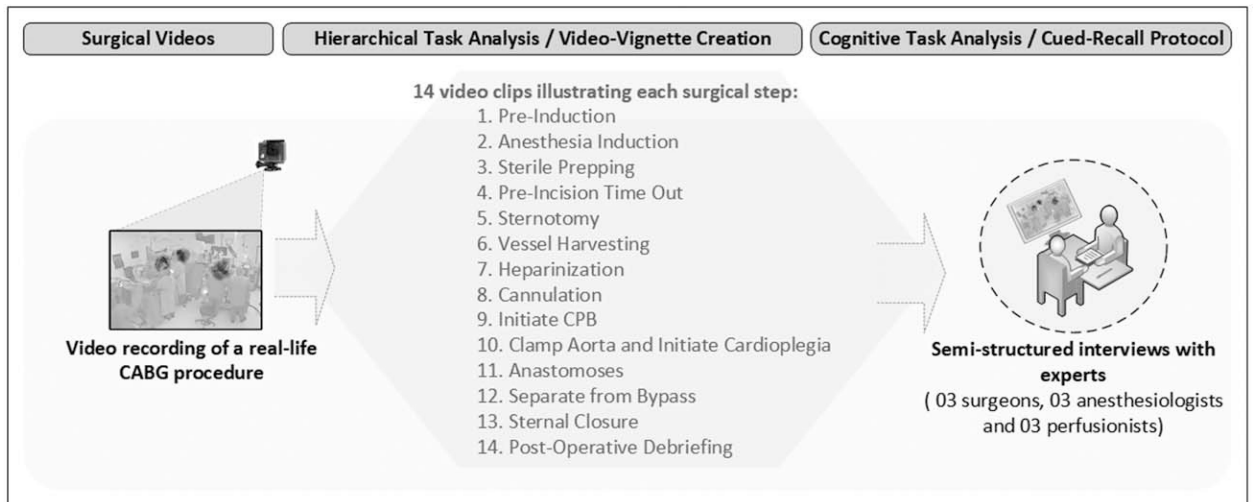 Surgical Videos
Hierarchical Task Analysis / Video-Vignette Creation
Cognitive Task Analysis / Cued-Recall Protocol
14 video clips illustrating each surgical step:
1. Pre-Induction
2. Anesthesia Induction
3. Sterile Prepping
4. Pre-Incision Time Out
5. Sternotomy
6. Vessel Harvesting
7. Heparinization
8. Cannulation
9. Initiate CPB
10. Clamp Aorta and Initiate Cardioplegia
11. Anastomoses
12. Separate from Bypass
13. Sternal Closure
14. Post-Operative Debriefing
Video recording of a real-life
CABG procedure
Semi-structured interviews with
experts
( 03 surgeons, 03 anesthesiologists
and 03 perfusionists)